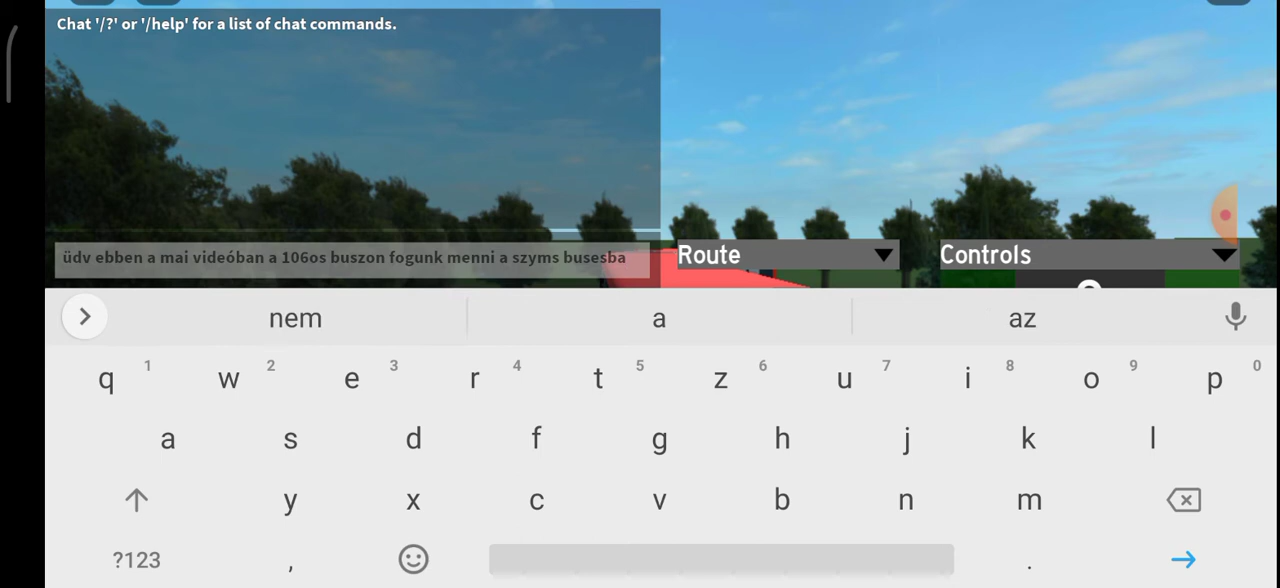 Chat '/?' or '/help' for a list of chat commands.
üdv ebben a mai videóban a 106os buszon fogunk menni a szyms busesba
Route
Controls
nem a az
q 1 w 2 e 3 r 4 t 5 z 6 u 7 i 8 o 9 p 0
a s d f g h j k l
y x c v b n m
?123 , .